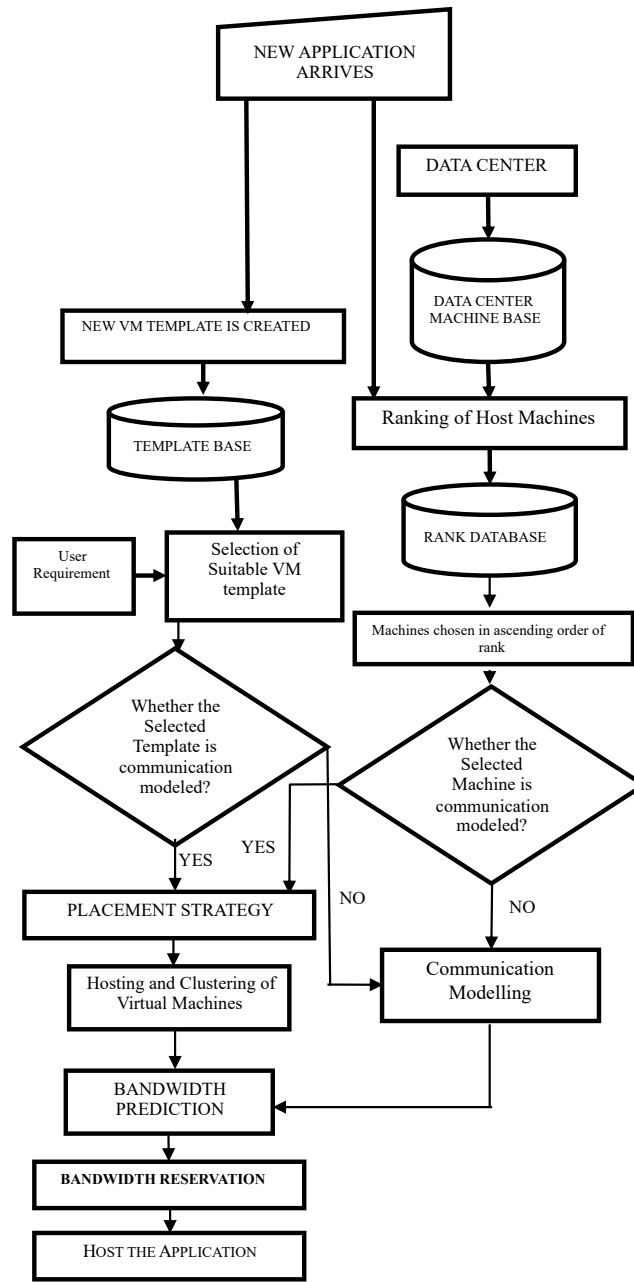 NEW APPLICATION
ARRIVES
DATA CENTER
DATA CENTER
MACHINE BASE
NEW VM TEMPLATE IS CREATED
Ranking of Host Machines
TEMPLATE BASE
RANK DATABASE
User
Requirement
Selection of
Suitable VM
template
Machines chosen in ascending order of
rank
Whether the
Selected
Template is
communication
modeled?
Whether the
Selected
Machine is
communication
modeled?
YES
YES
NO
NO
PLACEMENT STRATEGY
Hosting and Clustering of
Virtual Machines
Communication
Modelling
BANDWIDTH
PREDICTION
BANDWIDTH RESERVATION
HOST THE APPLICATION